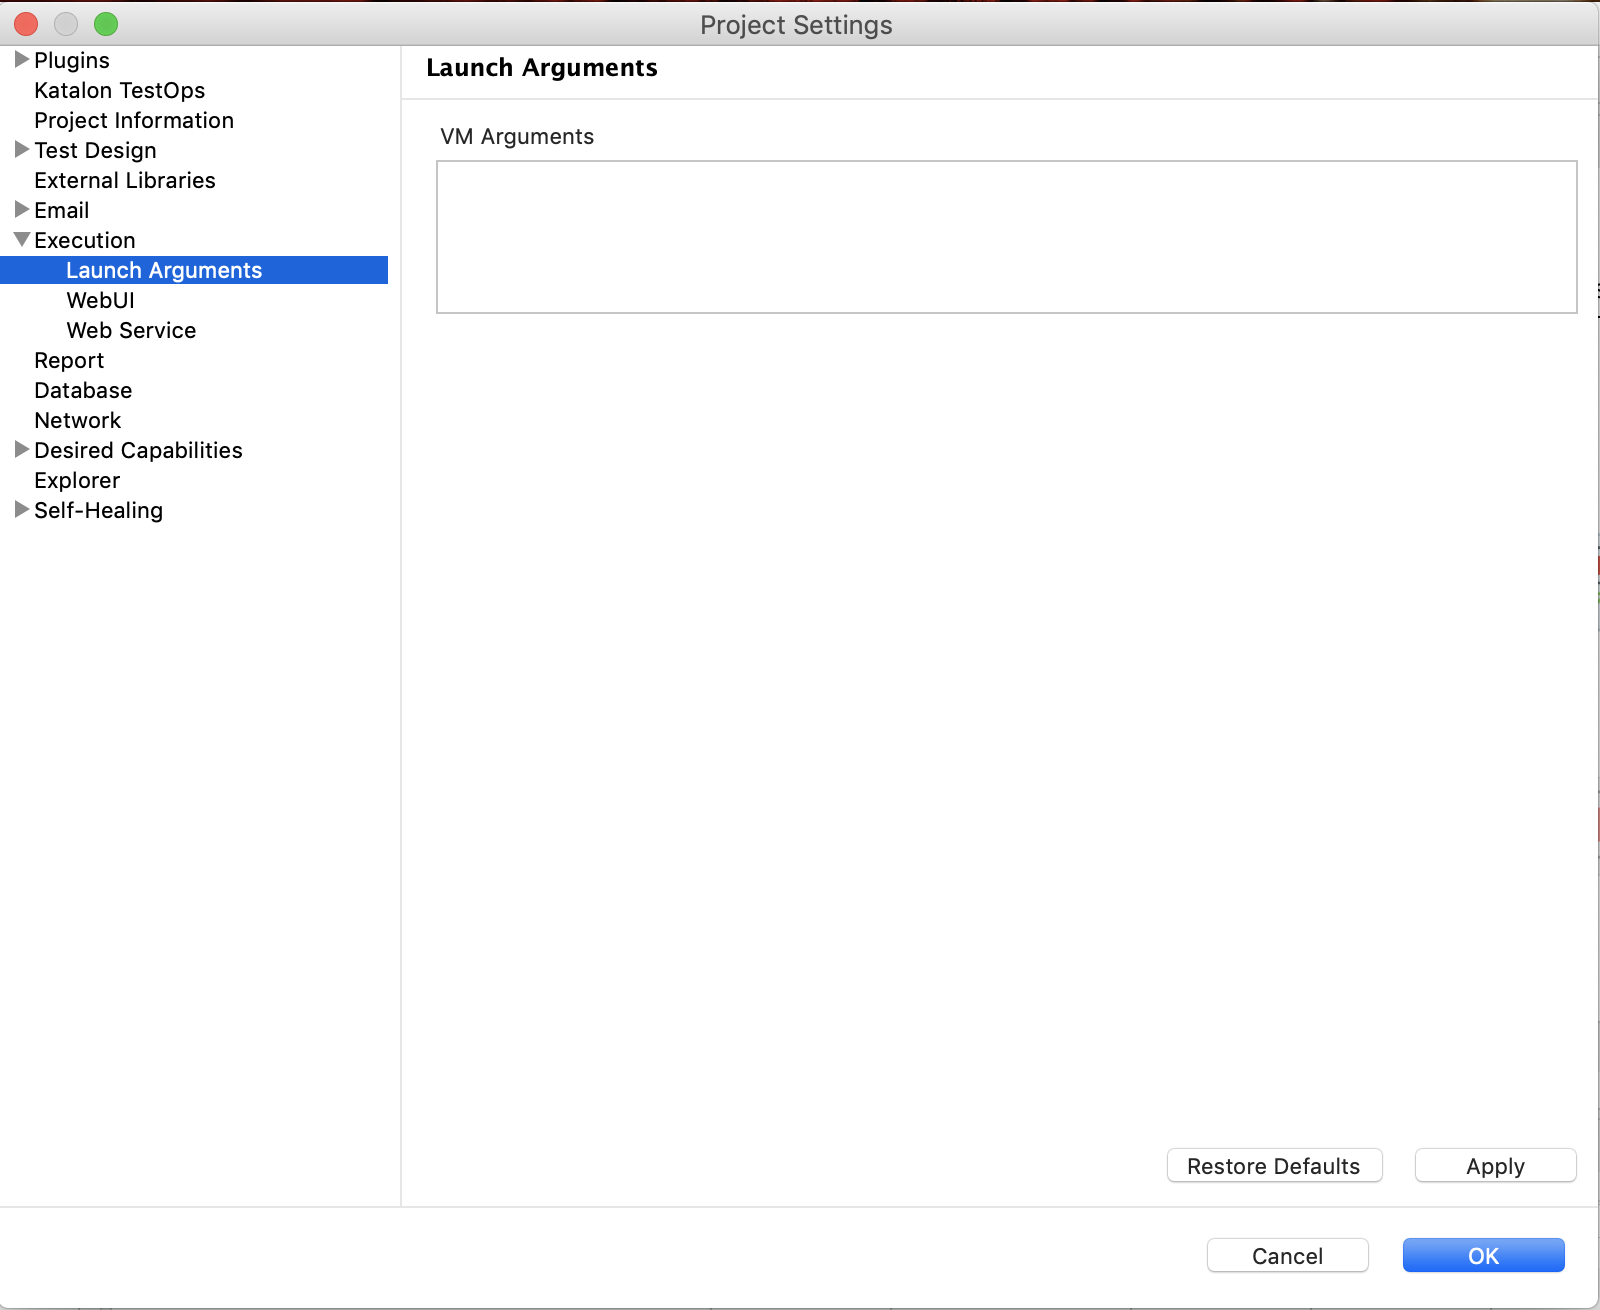 Project Settings
Plugins
Katalon TestOps
Project Information
Test Design
External Libraries
Email
Execution
Launch Arguments
WebUI
Web Service
Report
Database
Network
Desired Capabilities
Explorer
Self-Healing
Launch Arguments
VM Arguments
Restore Defaults
Apply
Cancel
OK